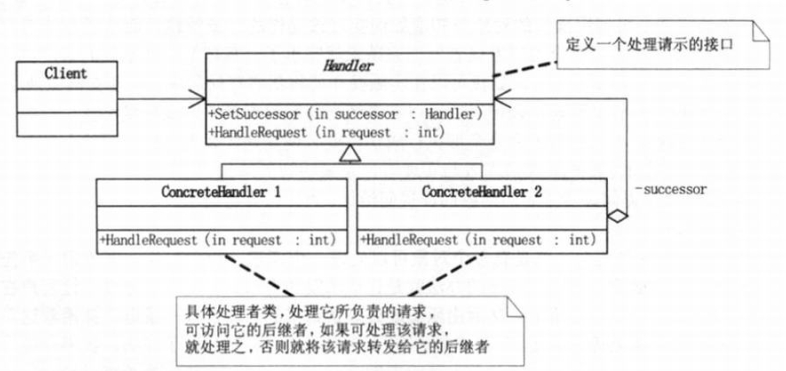 定义一个处理请示的接口
Client
Handler
+SetSuccessor (in successor : Handler)
+HandleRequest (in request : int)
ConcreteHandler 1
ConcreteHandler 2
-successor
+HandleRequest (in request : int)
+HandleRequest (in request : int)
具体处理者类，处理它所负责的请求，
可访问它的后继者，如果可处理该请求，
就处理之，否则就将该请求转发给它的后继者